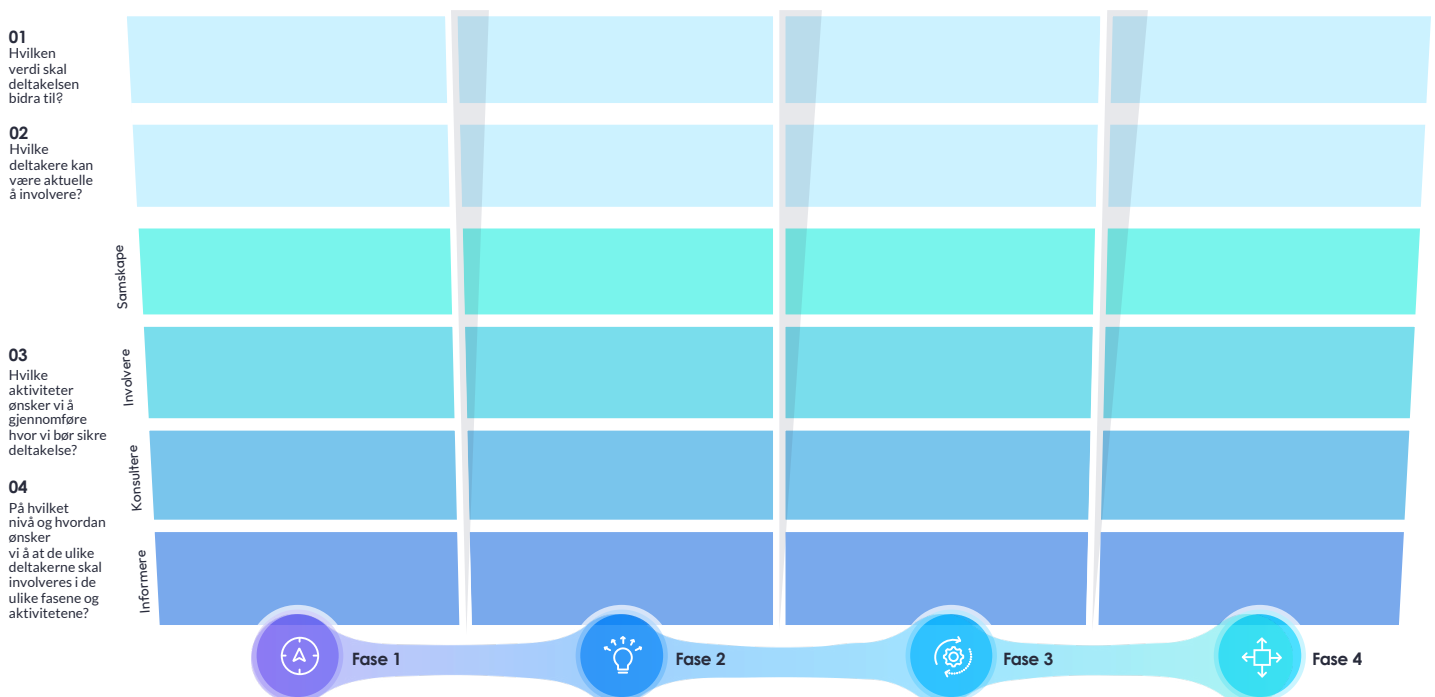 01
Hvilken
verdi skal
deltakelsen
bidra til?
02
Hvilke
deltakere kan
være aktuelle
å involvere?
Samskape
Involvere
03
Hvilke
aktiviteter
ønsker vi å
gjennomføre
hvor vi bør sikre
deltakelse?
Konsultere
04
På hvilket
nivå og hvordan
ønsker
vi å at de ulike
deltakerne skal
involveres i de
ulike fasene og
aktivitetene?
Informere
Fase 1
Fase 2
Fase 3
Fase 4